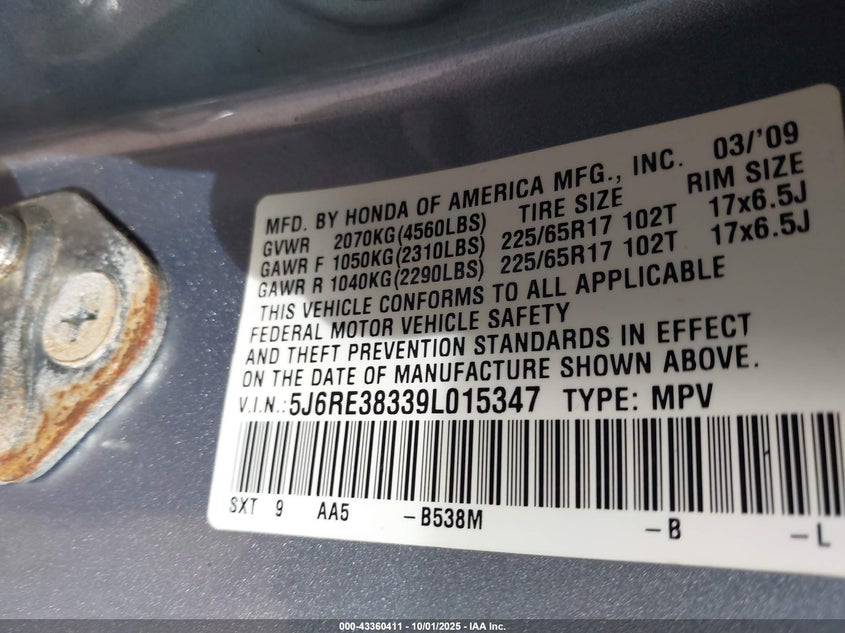 03/'09
MFD. BY HONDA OF AMERICA MFG., INC.
GVWR 2070KG(4560LBS) TIRE SIZE RIM SIZE
GAWR F 1050KG(2310LBS) 225/65R17 102T 17x6.5J
GAWR R 1040KG(2290LBS) 225/65R17 102T 17x6.5J
THIS VEHICLE CONFORMS TO ALL APPLICABLE
FEDERAL MOTOR VEHICLE SAFETY
AND THEFT PREVENTION STANDARDS IN EFFECT
ON THE DATE OF MANUFACTURE SHOWN ABOVE.
V.I.N.:5J6RE38339L015347 TYPE: MPV
SXT 9 AA5 -B538M -B -L
000-43360411 - 10/01/2025 - IAA Inc.